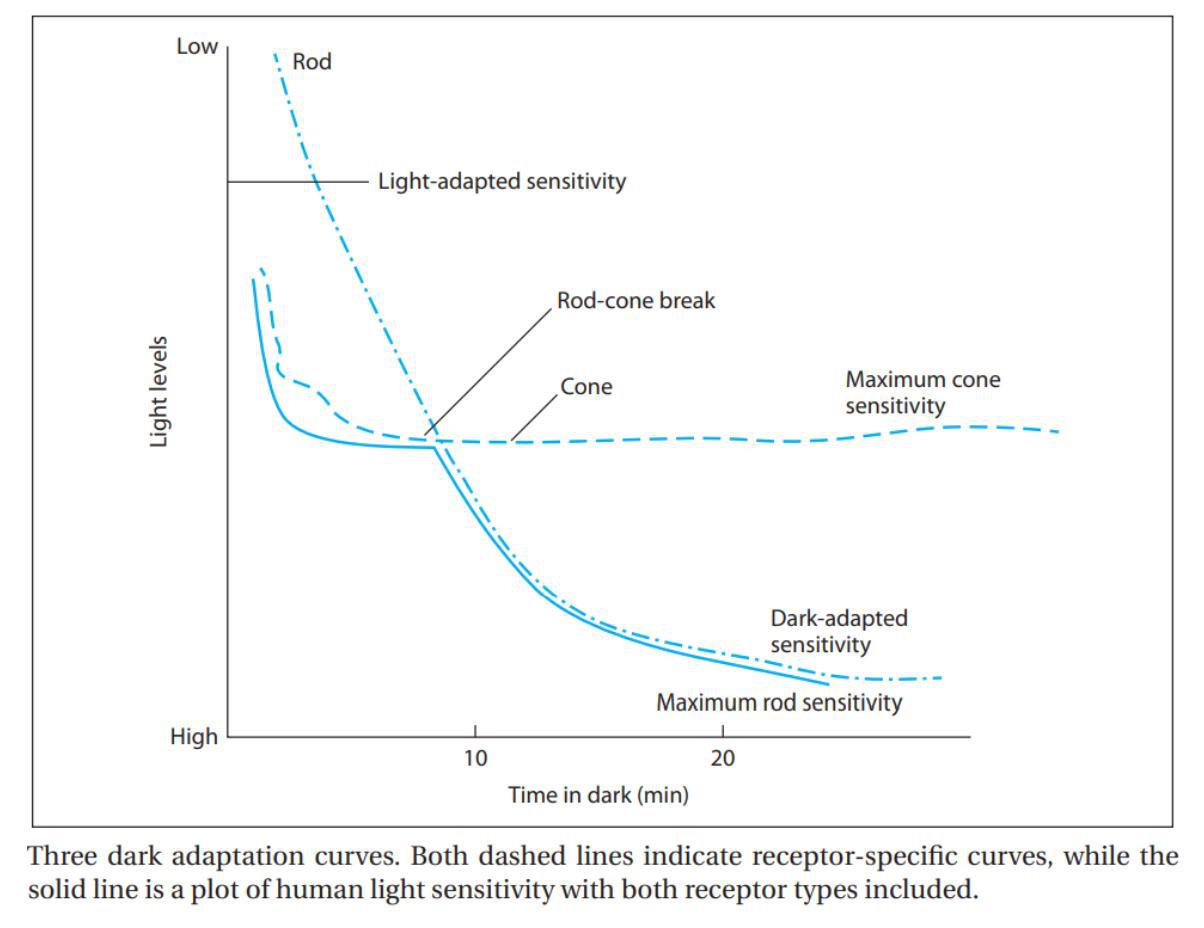 Low
Rod
Light-adapted sensitivity
Rod-cone break
Light levels
Cone
Maximum cone
sensitivity
Dark-adapted
sensitivity
Maximum rod sensitivity
High
10
20
Time in dark (min)
Three dark adaptation curves. Both dashed lines indicate receptor-specific curves, while the
solid line is a plot of human light sensitivity with both receptor types included.